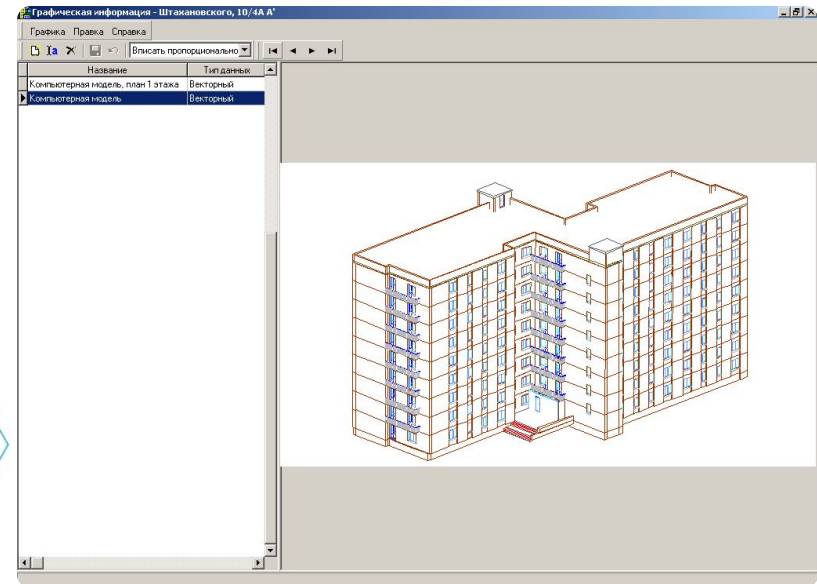 Графическая информация - Штахановского, 10/4А А'
Графика Правка Справка
Ia Вписать пропорционально
Название Тип данных
Компьютерная модель, план 1 этажа Векторный
Компьютерная модель Векторный